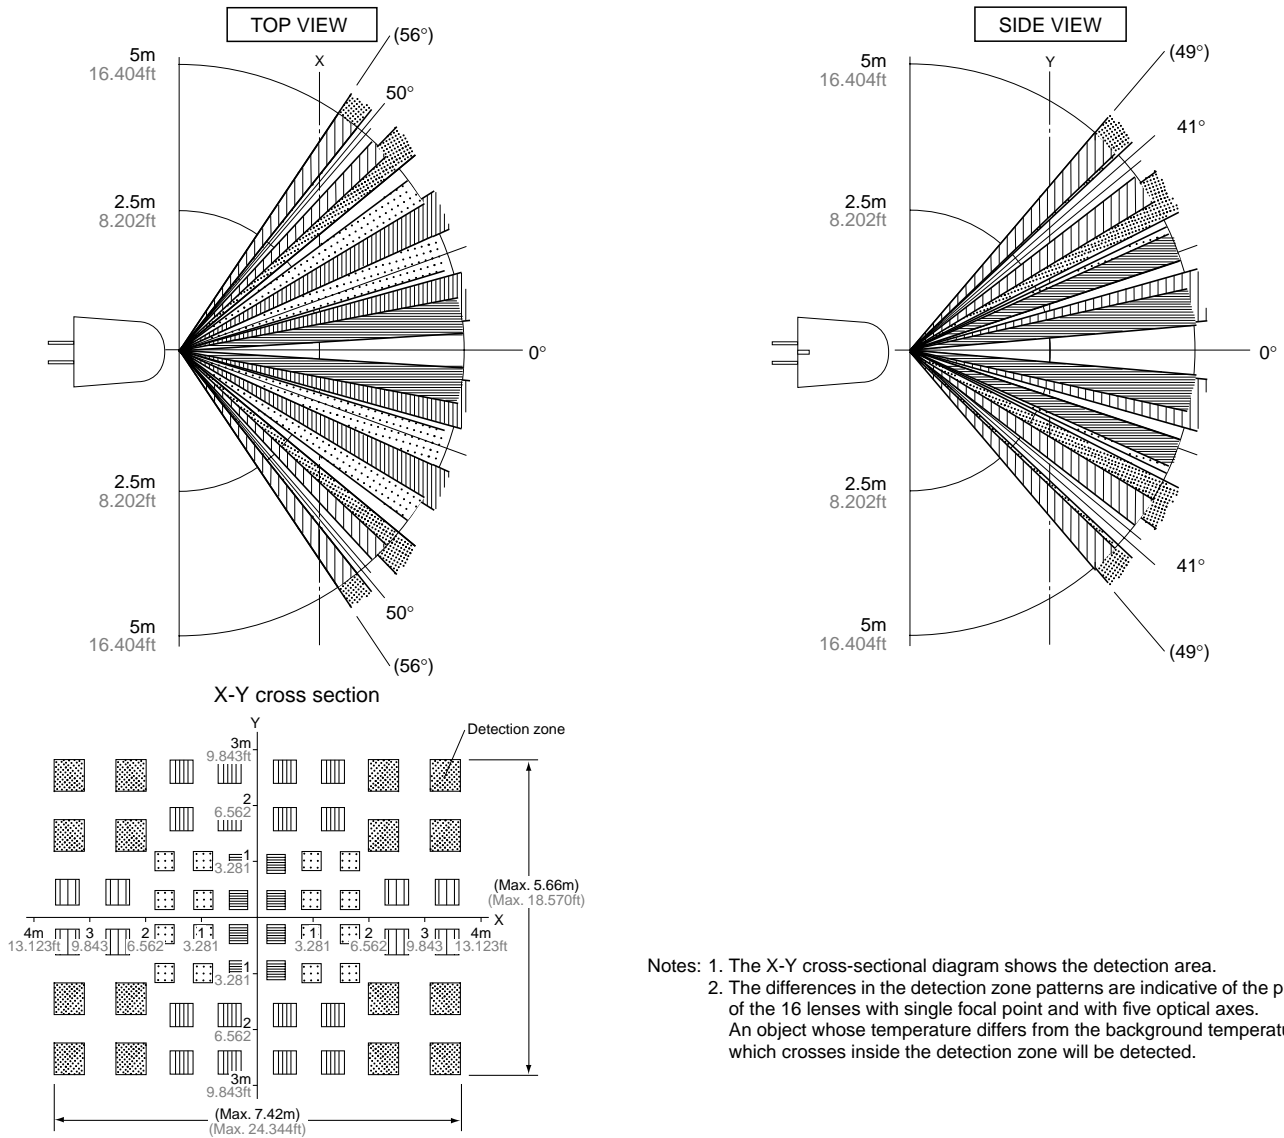 TOP VIEW
(56°)
X
5m
16.404ft
50°
2.5m
8.202ft
0°
2.5m
8.202ft
50°
5m
16.404ft
(56°)
SIDE VIEW
(49°)
Y
5m
16.404ft
41°
2.5m
8.202ft
0°
2.5m
8.202ft
41°
5m
16.404ft
(49°)
X-Y cross section
Y
Detection zone
3m
9.843ft
2
6.562
1
3.281
(Max. 5.66m)
(Max. 18.570ft)
X
4m 3 2 1 1 2 3 4m
13.123ft 9.843 6.562 3.281 3.281 6.562 9.843 13.123ft
1
3.281
2
6.562
3m
9.843ft
(Max. 7.42m)
(Max. 24.344ft)
Notes: 1. The X-Y cross-sectional diagram shows the detection area.
2. The differences in the detection zone patterns are indicative of the p
of the 16 lenses with single focal point and with five optical axes.
An object whose temperature differs from the background temperatu
which crosses inside the detection zone will be detected.